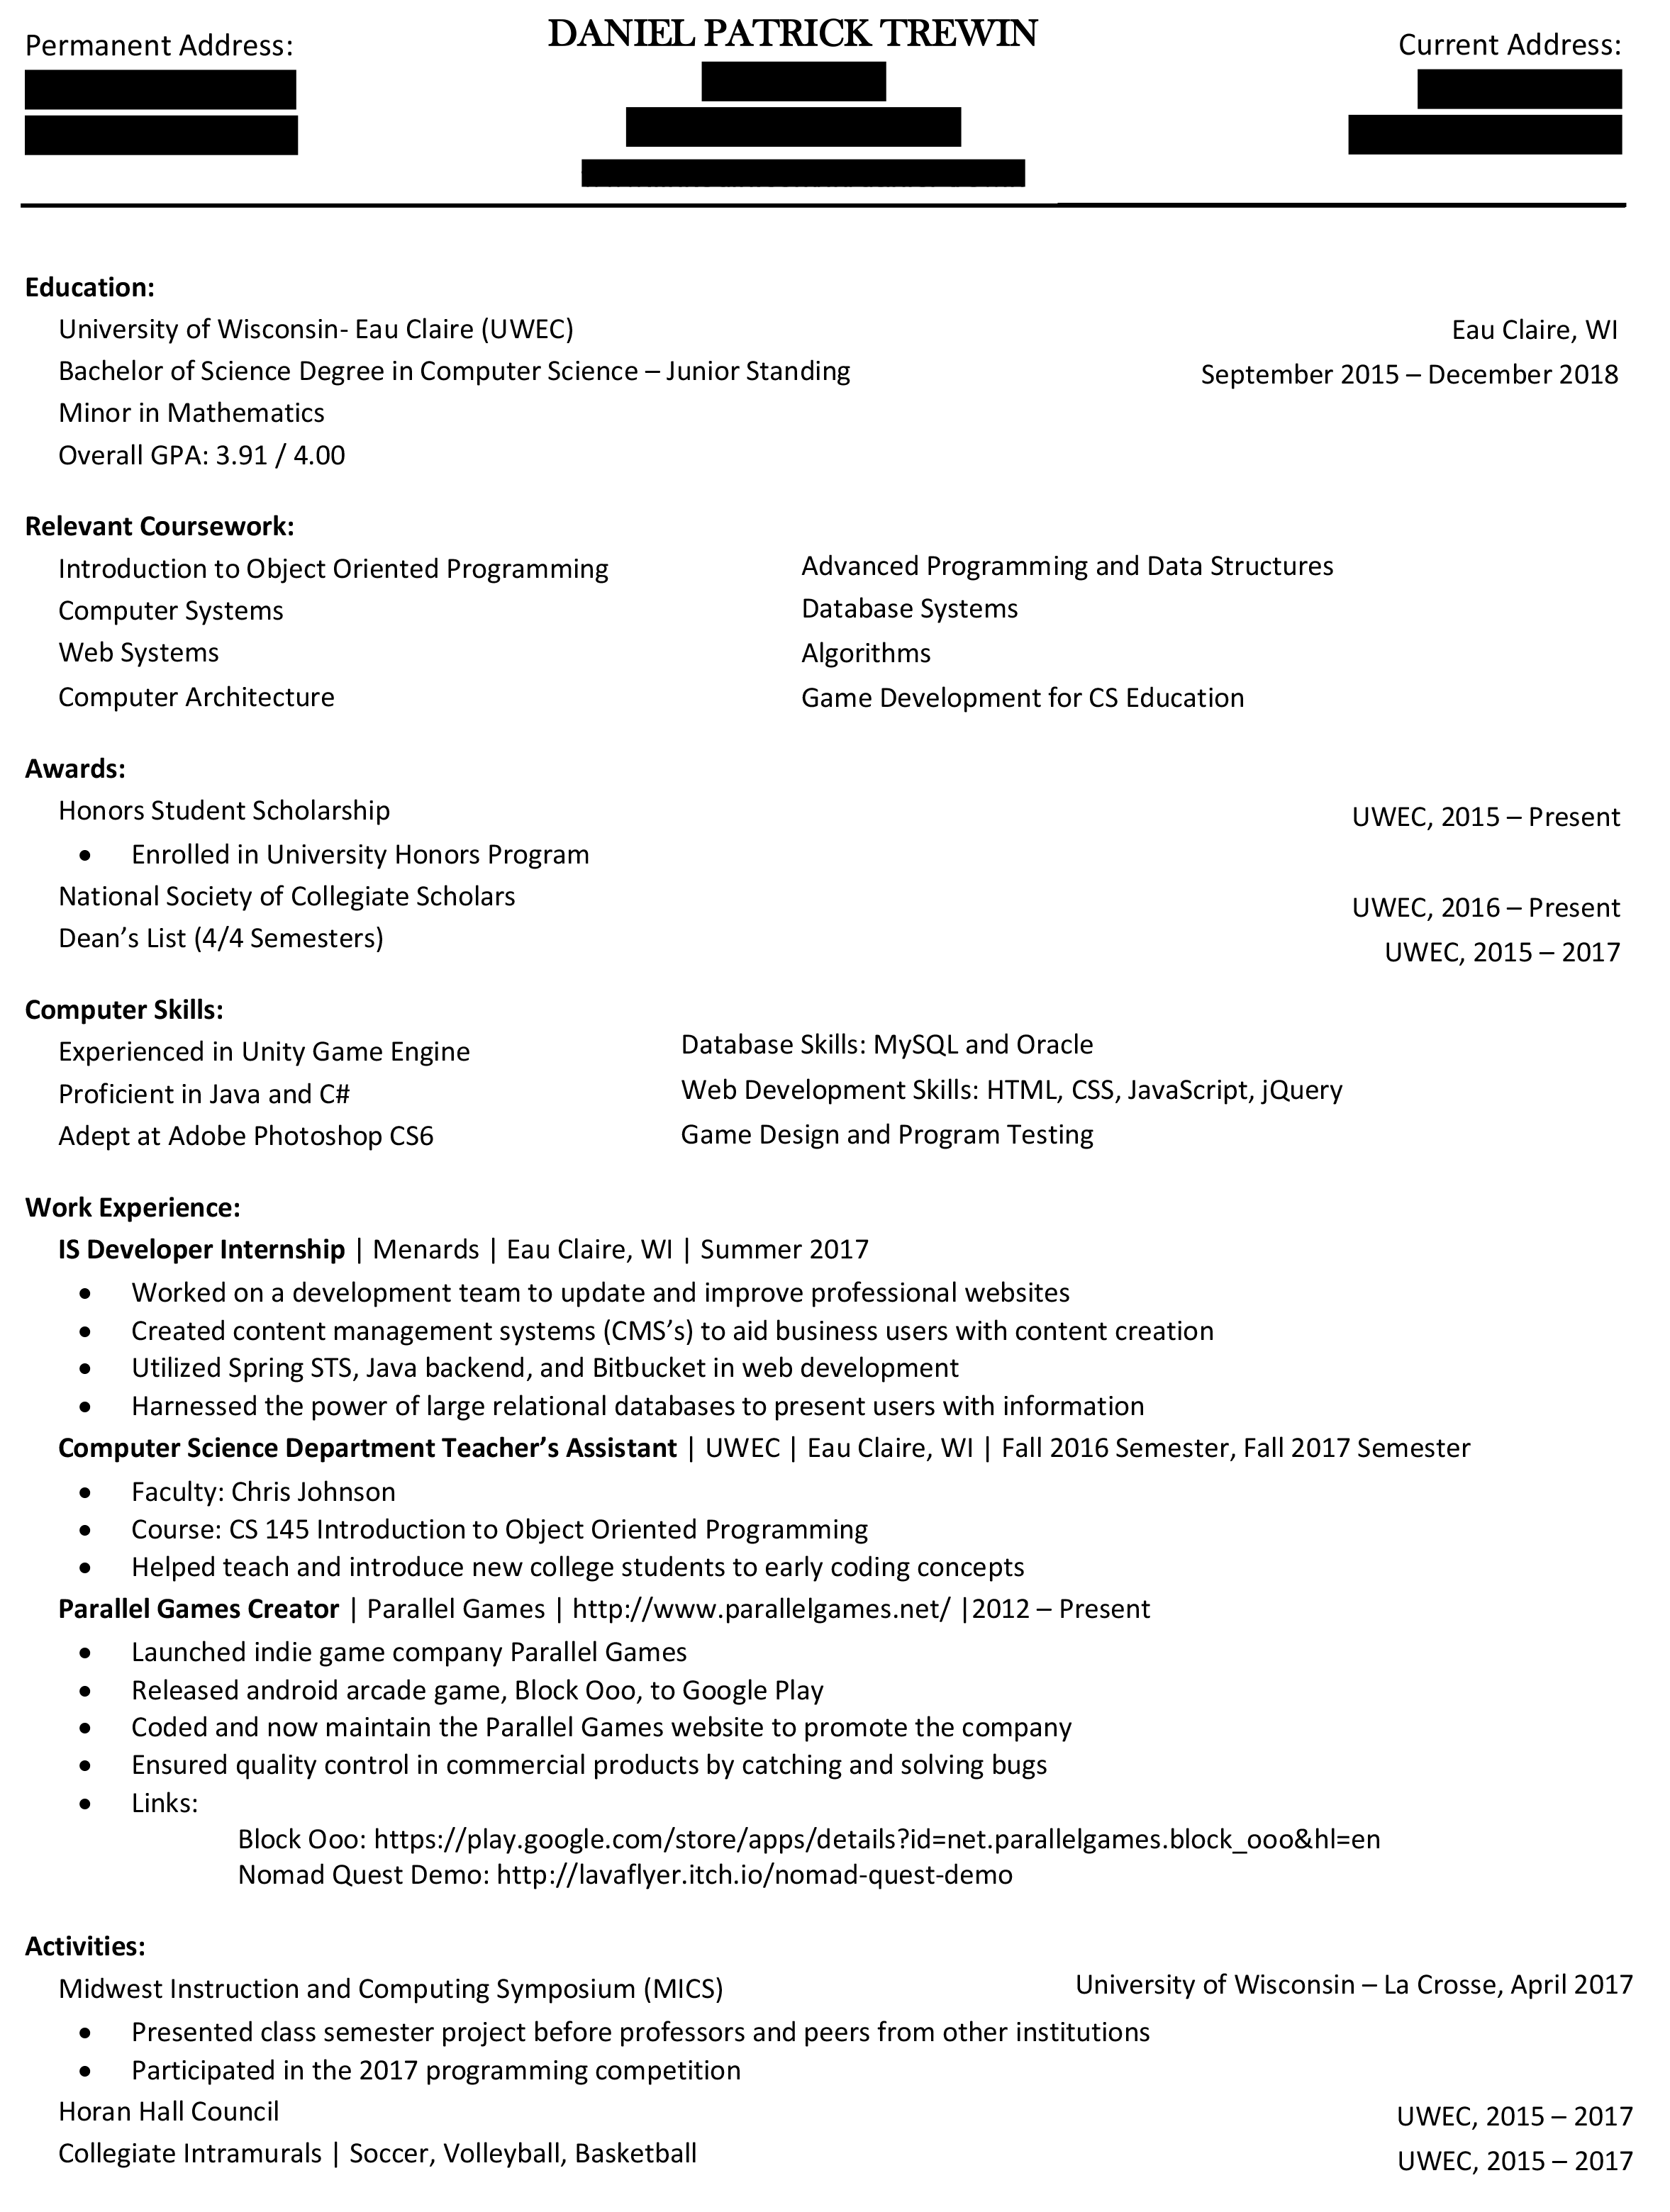 DANIEL PATRICK TREWIN
Permanent Address:
Current Address:
Education:
University of Wisconsin- Eau Claire (UWEC)
Eau Claire, WI
Bachelor of Science Degree in Computer Science – Junior Standing
September 2015 – December 2018
Minor in Mathematics
Overall GPA: 3.91 / 4.00
Relevant Coursework:
Introduction to Object Oriented Programming
Advanced Programming and Data Structures
Computer Systems
Database Systems
Web Systems
Algorithms
Computer Architecture
Game Development for CS Education
Awards:
Honors Student Scholarship
UWEC, 2015 – Present
• Enrolled in University Honors Program
National Society of Collegiate Scholars
UWEC, 2016 – Present
Dean’s List (4/4 Semesters)
UWEC, 2015 – 2017
Computer Skills:
Experienced in Unity Game Engine
Database Skills: MySQL and Oracle
Proficient in Java and C#
Web Development Skills: HTML, CSS, JavaScript, jQuery
Adept at Adobe Photoshop CS6
Game Design and Program Testing
Work Experience:
IS Developer Internship | Menards | Eau Claire, WI | Summer 2017
• Worked on a development team to update and improve professional websites
• Created content management systems (CMS’s) to aid business users with content creation
• Utilized Spring STS, Java backend, and Bitbucket in web development
• Harnessed the power of large relational databases to present users with information
Computer Science Department Teacher’s Assistant | UWEC | Eau Claire, WI | Fall 2016 Semester, Fall 2017 Semester
• Faculty: Chris Johnson
• Course: CS 145 Introduction to Object Oriented Programming
• Helped teach and introduce new college students to early coding concepts
Parallel Games Creator | Parallel Games | http://www.parallelgames.net/ |2012 – Present
• Launched indie game company Parallel Games
• Released android arcade game, Block Ooo, to Google Play
• Coded and now maintain the Parallel Games website to promote the company
• Ensured quality control in commercial products by catching and solving bugs
• Links:
Block Ooo: https://play.google.com/store/apps/details?id=net.parallelgames.block_ooo&hl=en
Nomad Quest Demo: http://lavaflyer.itch.io/nomad-quest-demo
Activities:
Midwest Instruction and Computing Symposium (MICS)
University of Wisconsin – La Crosse, April 2017
• Presented class semester project before professors and peers from other institutions
• Participated in the 2017 programming competition
Horan Hall Council
UWEC, 2015 – 2017
Collegiate Intramurals | Soccer, Volleyball, Basketball
UWEC, 2015 – 2017